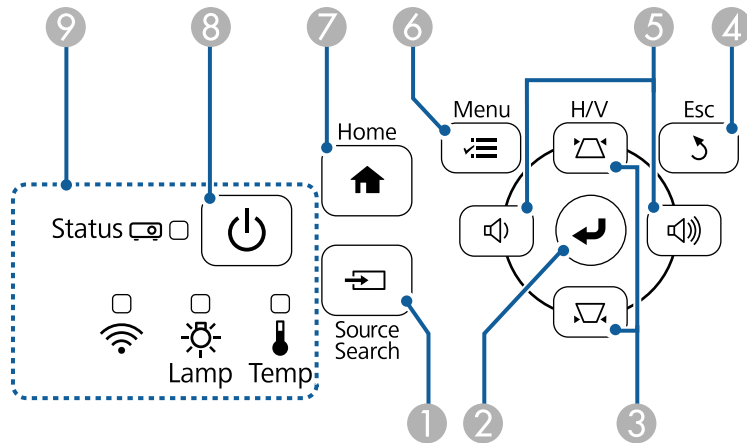 9 8 7 6 5 4
Menu H/V Esc
Home
Status
Source
Search
Lamp Temp
1 2 3